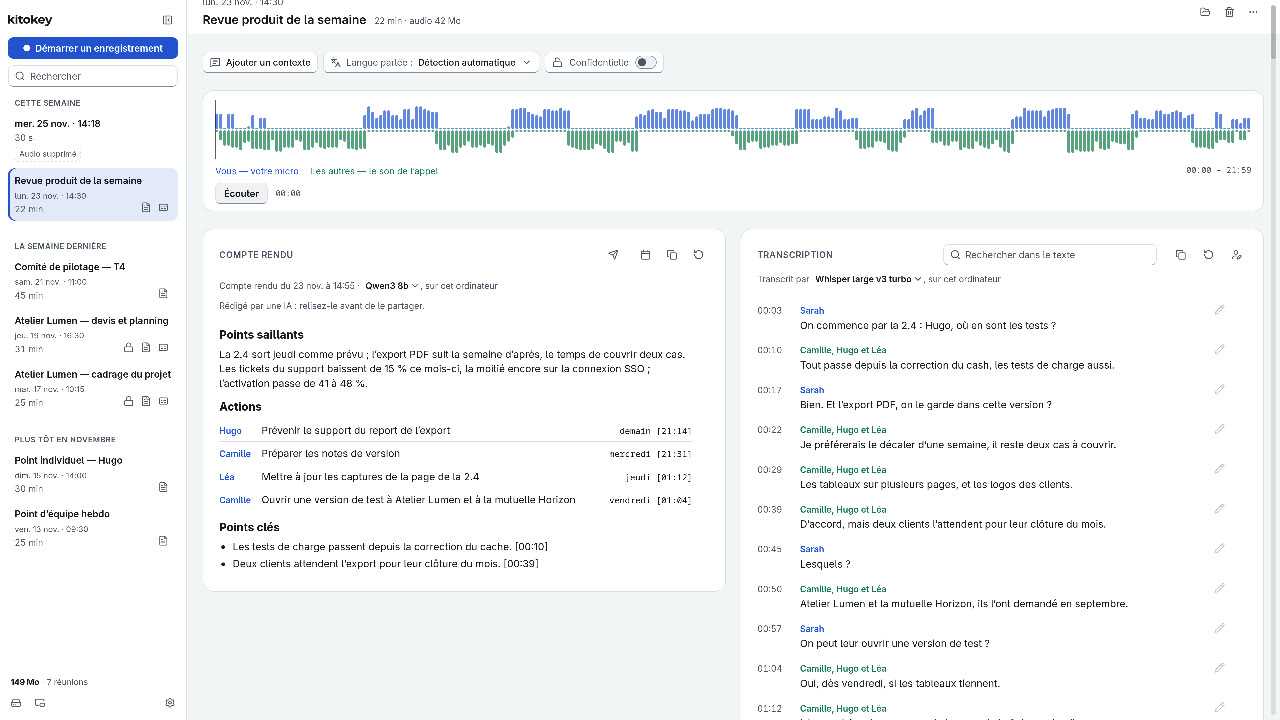 kitokey
Démarrer un enregistrement
Rechercher
CETTE SEMAINE
mer. 25 nov. · 14:18
30 s
Audio supprimé
Revue produit de la semaine
lun. 23 nov. · 14:30
22 min
LA SEMAINE DERNIÈRE
Comité de pilotage — T4
sam. 21 nov. · 11:00
45 min
Atelier Lumen — devis et planning
jeu. 19 nov. · 16:30
31 min
Atelier Lumen — cadrage du projet
mar. 17 nov. · 10:15
25 min
PLUS TÔT EN NOVEMBRE
Point individuel — Hugo
dim. 15 nov. · 14:00
30 min
Point d'équipe hebdo
ven. 13 nov. · 09:30
25 min
149 Mo · 7 réunions
lun. 23 nov. · 14:30
Revue produit de la semaine 22 min · audio 42 Mo
Ajouter un contexte
Langue parlée : Détection automatique
Confidentielle
Vous — votre micro Les autres — le son de l'appel
00:00 – 21:59
Écouter 00:00
COMPTE RENDU
Compte rendu du 23 nov. à 14:55 · Qwen3 8b , sur cet ordinateur
Rédigé par une IA : relisez-le avant de le partager.
Points saillants
La 2.4 sort jeudi comme prévu ; l'export PDF suit la semaine d'après, le temps de couvrir deux cas.
Les tickets du support baissent de 15 % ce mois-ci, la moitié encore sur la connexion SSO ;
l'activation passe de 41 à 48 %.
Actions
Hugo Prévenir le support du report de l'export demain [21:14]
Camille Préparer les notes de version mercredi [21:31]
Léa Mettre à jour les captures de la page de la 2.4 jeudi [01:12]
Camille Ouvrir une version de test à Atelier Lumen et à la mutuelle Horizon vendredi [01:04]
Points clés
• Les tests de charge passent depuis la correction du cache. [00:10]
• Deux clients attendent l'export pour leur clôture du mois. [00:39]
TRANSCRIPTION
Rechercher dans le texte
Transcrit par Whisper large v3 turbo , sur cet ordinateur
00:03 Sarah
On commence par la 2.4 : Hugo, où en sont les tests ?
00:10 Camille, Hugo et Léa
Tout passe depuis la correction du cash, les tests de charge aussi.
00:17 Sarah
Bien. Et l'export PDF, on le garde dans cette version ?
00:22 Camille, Hugo et Léa
Je préférerais le décaler d'une semaine, il reste deux cas à couvrir.
00:29 Camille, Hugo et Léa
Les tableaux sur plusieurs pages, et les logos des clients.
00:39 Camille, Hugo et Léa
D'accord, mais deux clients l'attendent pour leur clôture du mois.
00:45 Sarah
Lesquels ?
00:50 Camille, Hugo et Léa
Atelier Lumen et la mutuelle Horizon, ils l'ont demandé en septembre.
00:57 Sarah
On peut leur ouvrir une version de test ?
01:04 Camille, Hugo et Léa
Oui, dès vendredi, si les tableaux tiennent.
01:12 Camille, Hugo et Léa